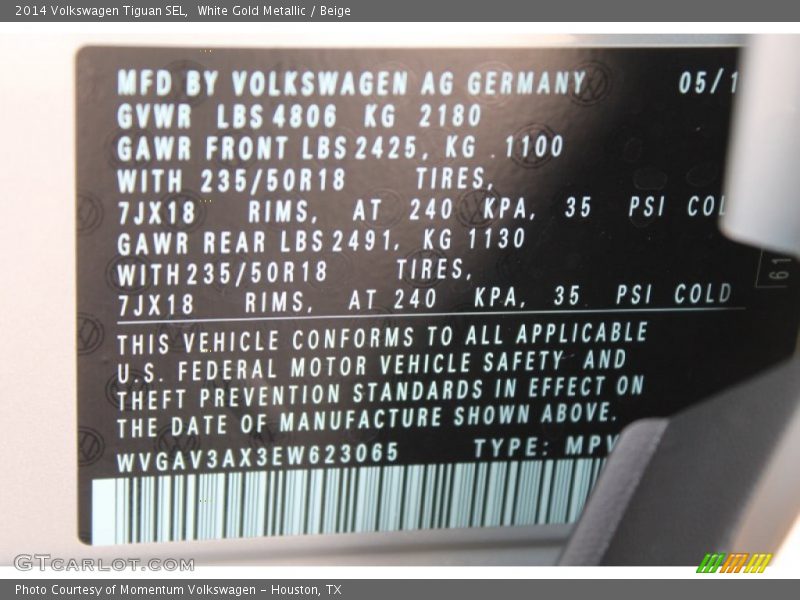 2014 Volkswagen Tiguan SEL, White Gold Metallic / Beige
MFD BY VOLKSWAGEN AG GERMANY 05/1
GVWR LBS 4806 KG 2180
GAWR FRONT LBS 2425, KG 1100
WITH 235/50R18 TIRES,
7JX18 RIMS, AT 240 KPA, 35 PSI COL
GAWR REAR LBS 2491, KG 1130
WITH 235/50R18 TIRES,
7JX18 RIMS, AT 240 KPA, 35 PSI COLD
THIS VEHICLE CONFORMS TO ALL APPLICABLE
U.S. FEDERAL MOTOR VEHICLE SAFETY AND
THEFT PREVENTION STANDARDS IN EFFECT ON
THE DATE OF MANUFACTURE SHOWN ABOVE.
WVGAV3AX3EW623065 TYPE: MPV
GTCarLot.com
Photo Courtesy of Momentum Volkswagen - Houston, TX